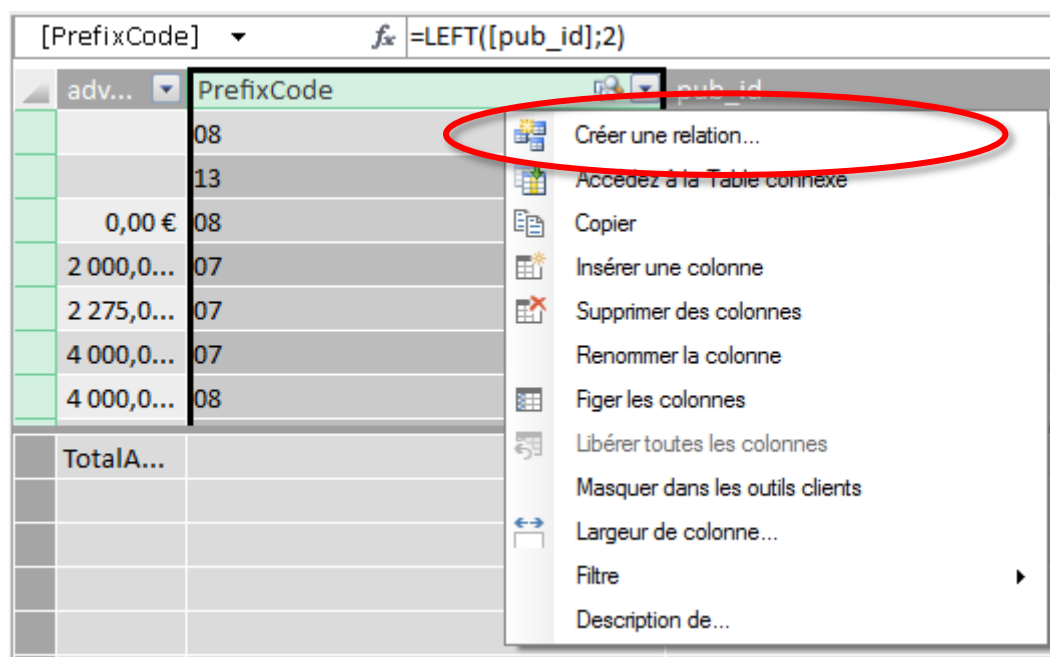 [PrefixCode] fx =LEFT([pub_id];2)
adv... PrefixCode pub_id
08
13
0,00 € 08
2 000,0... 07
2 275,0... 07
4 000,0... 07
4 000,0... 08
TotalA...
Créer une relation...
Accédez à la Table connexe
Copier
Insérer une colonne
Supprimer des colonnes
Renommer la colonne
Figer les colonnes
Libérer toutes les colonnes
Masquer dans les outils clients
Largeur de colonne...
Filtre
Description de...